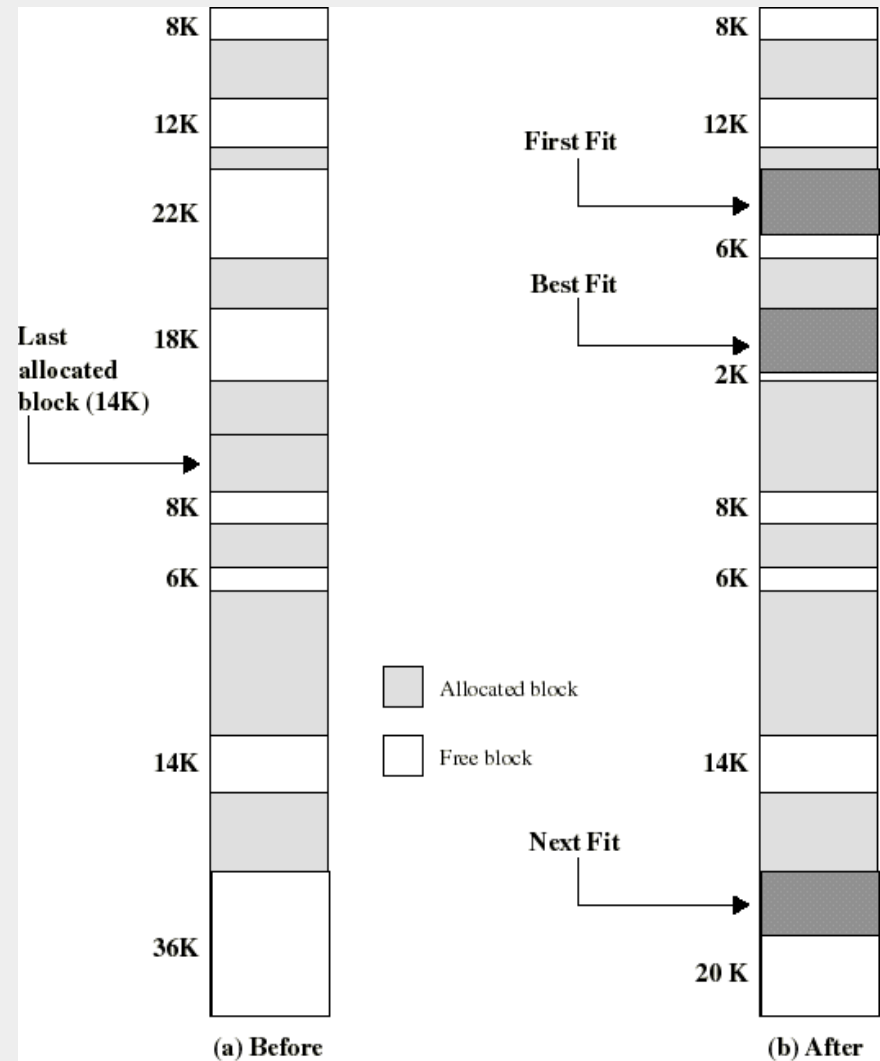 8K
12K
22K
18K
Last
allocated
block (14K)
8K
6K
14K
36K
(a) Before
Allocated block
Free block
8K
12K
First Fit
6K
Best Fit
2K
8K
6K
14K
Next Fit
20 K
(b) After